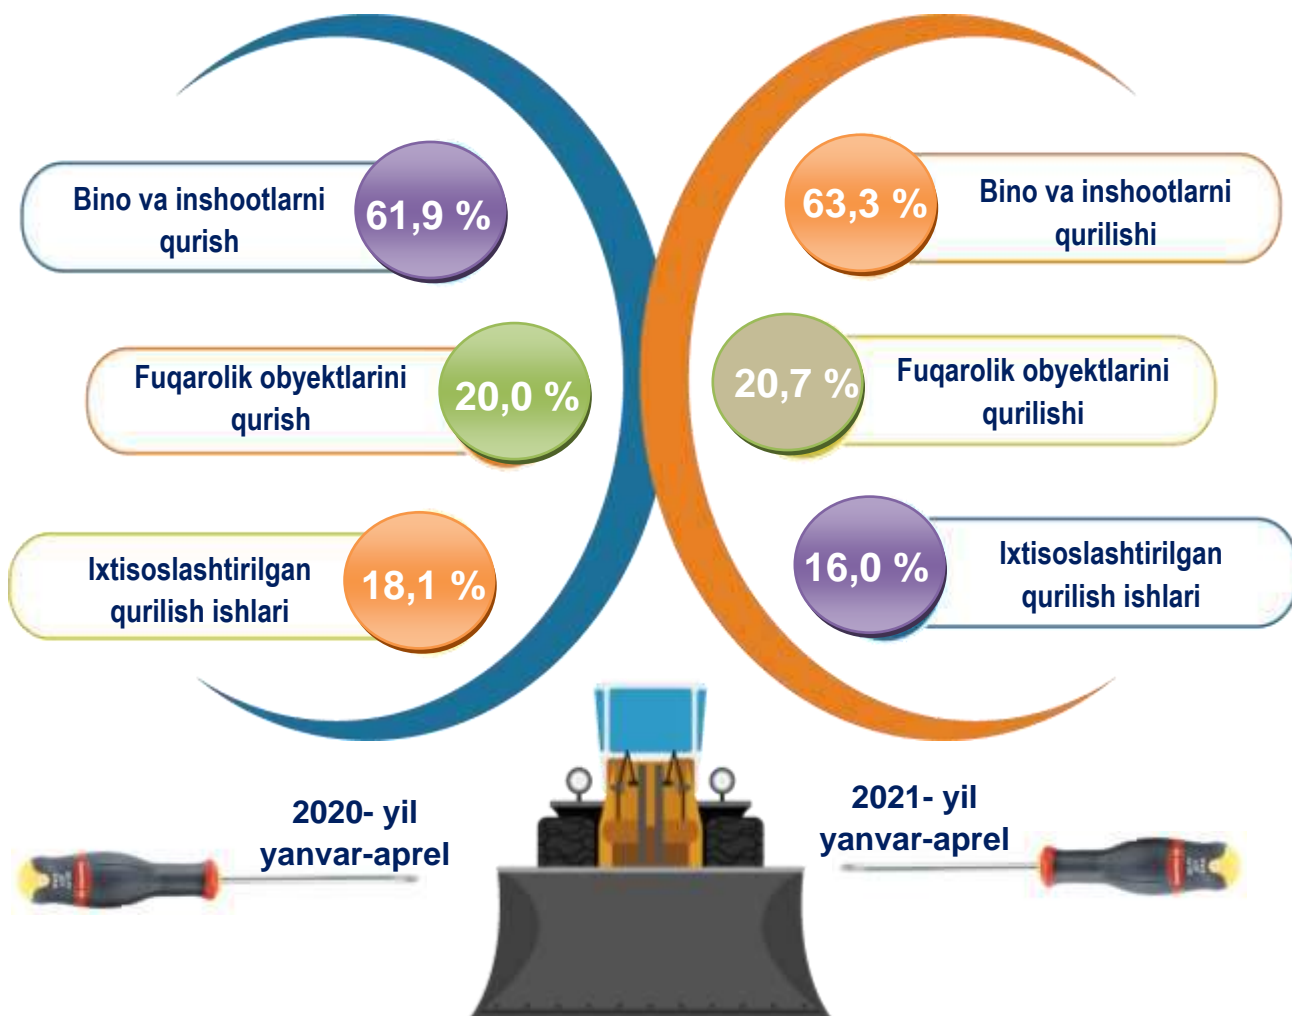 Bino va inshootlarni
qurish
61,9 %
Fuqarolik obyektlarini
qurish
20,0 %
Ixtisoslashtirilgan
qurilish ishlari
18,1 %
2020- yil
yanvar-aprel
63,3 %
Bino va inshootlarni
qurilishi
20,7 %
Fuqarolik obyektlarini
qurilishi
16,0 %
Ixtisoslashtirilgan
qurilish ishlari
2021- yil
yanvar-aprel